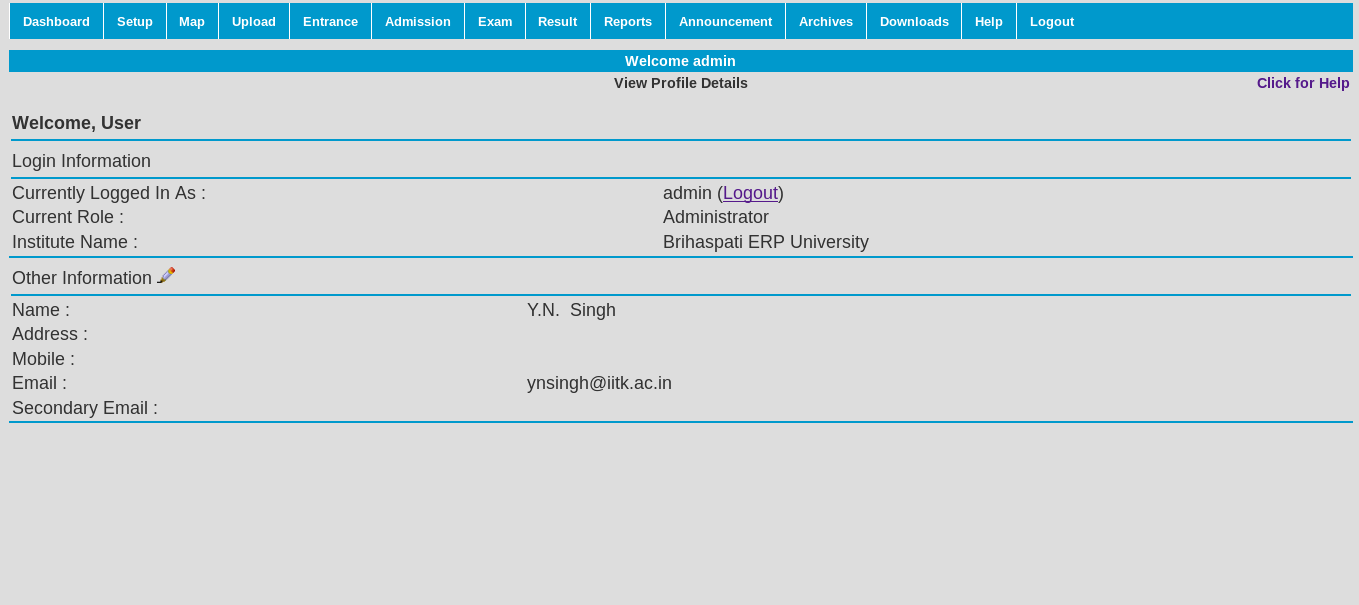 Dashboard Setup Map Upload Entrance Admission Exam Result Reports Announcement Archives Downloads Help Logout
Welcome admin
View Profile Details Click for Help
Welcome, User
Login Information
Currently Logged In As : admin (Logout)
Current Role : Administrator
Institute Name : Brihaspati ERP University
Other Information
Name : Y.N.  Singh
Address :
Mobile :
Email : ynsingh@iitk.ac.in
Secondary Email :